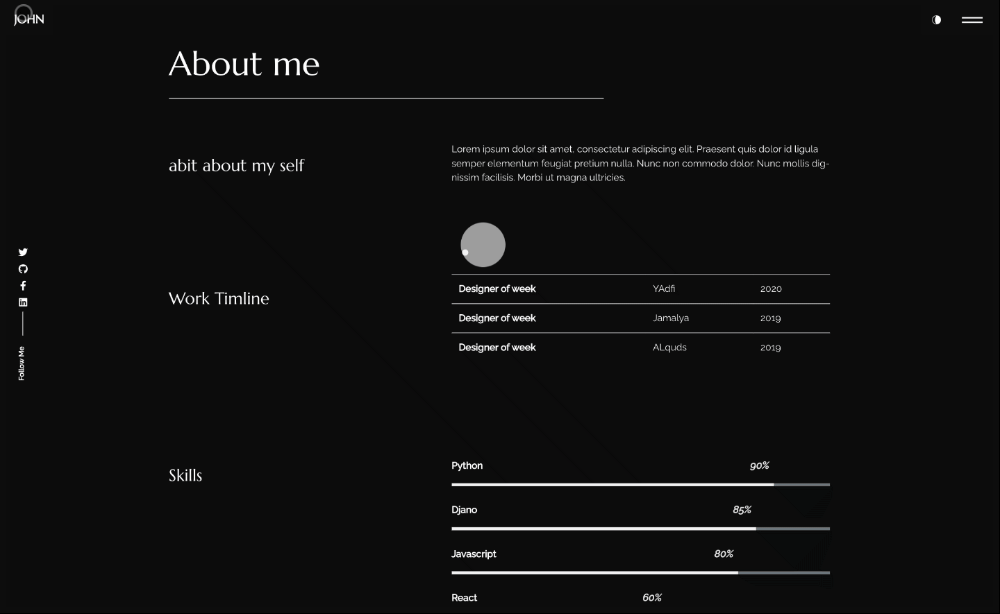 JOHN
About me
abit about my self
Lorem ipsum dolor sit amet, consectetur adipiscing elit. Praesent quis dolor id ligula
semper elementum feugiat pretium nulla. Nunc non commodo dolor. Nunc mollis dig-
nissim facilisis. Morbi ut magna ultricies.
Work Timline
Designer of week YAdfi 2020
Designer of week Jamalya 2019
Designer of week ALquds 2019
Follow Me
Skills
Python 90%
Djano 85%
Javascript 80%
React 60%